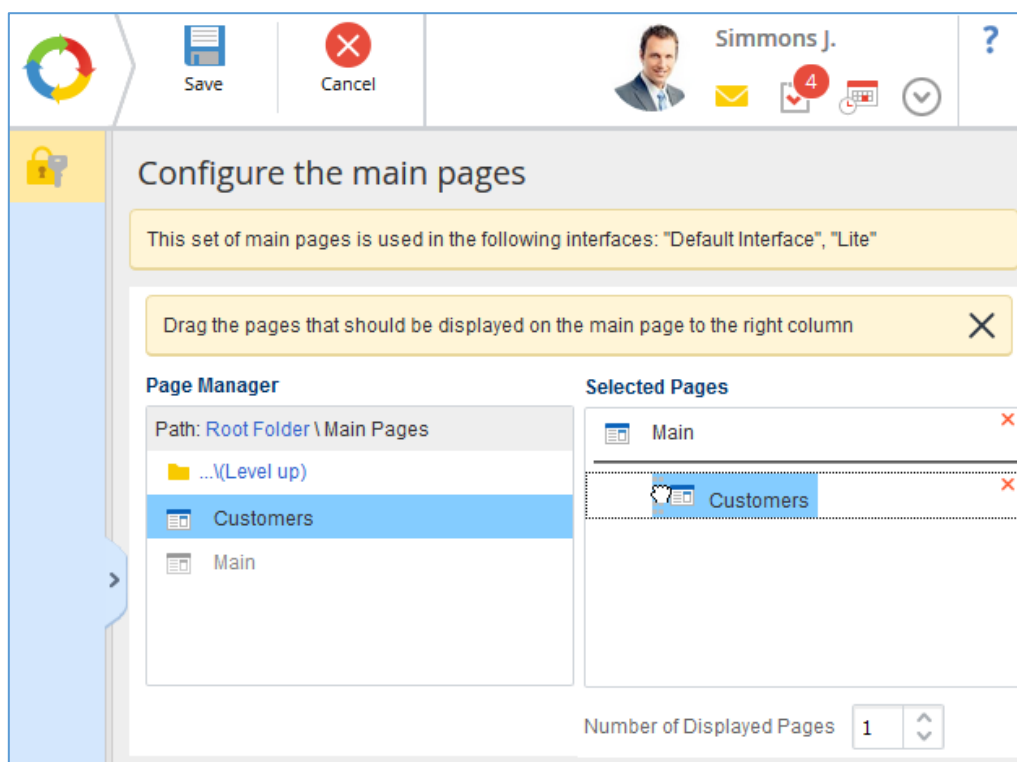 Simmons J.
?
Save
Cancel
4
Configure the main pages
This set of main pages is used in the following interfaces: "Default Interface", "Lite"
Drag the pages that should be displayed on the main page to the right column
Page Manager
Path: Root Folder \ Main Pages
...\(Level up)
Customers
Main
Selected Pages
Main
Customers
Number of Displayed Pages 1